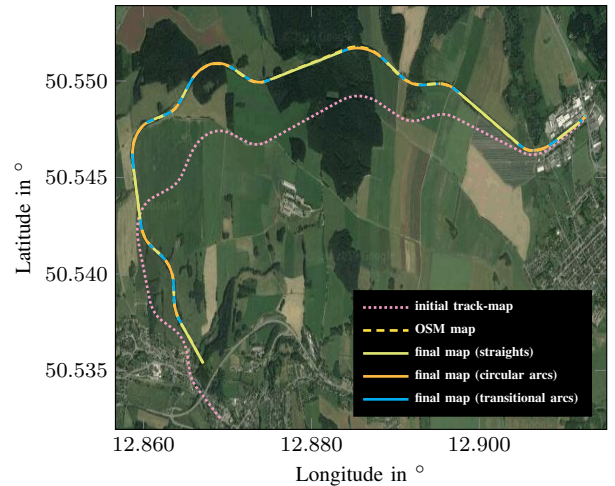 50.550
50.545
50.540
50.535
Latitude in °
initial track-map
OSM map
final map (straights)
final map (circular arcs)
final map (transitional arcs)
12.860
12.880
12.900
Longitude in °